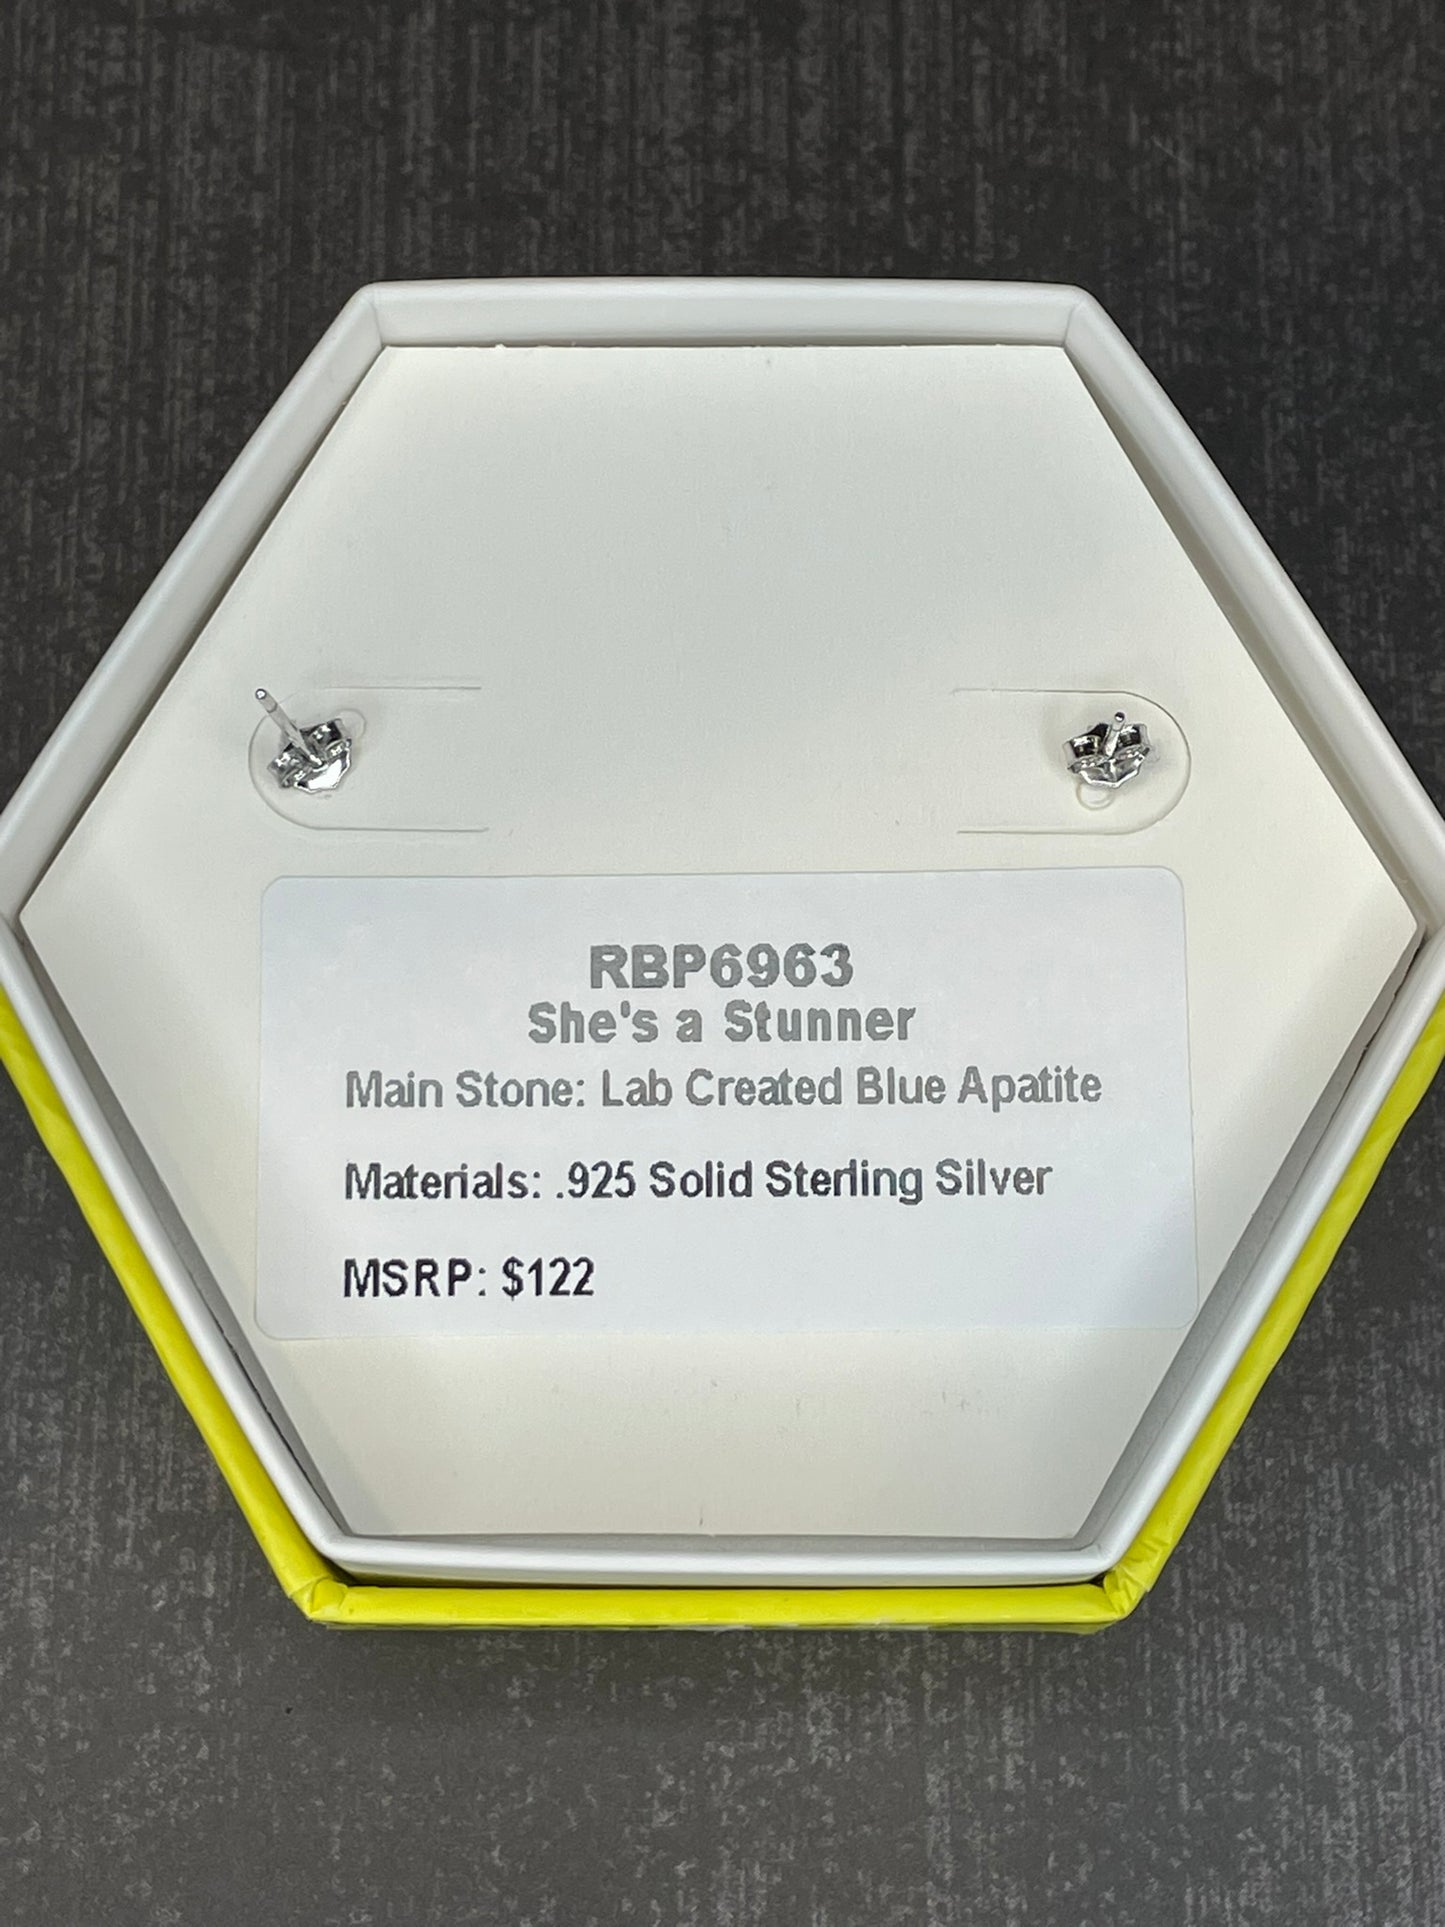 RBP6963
She's a Stunner
Main Stone: Lab Created Blue Apatite
Materials: .925 Solid Sterling Silver
MSRP: $122